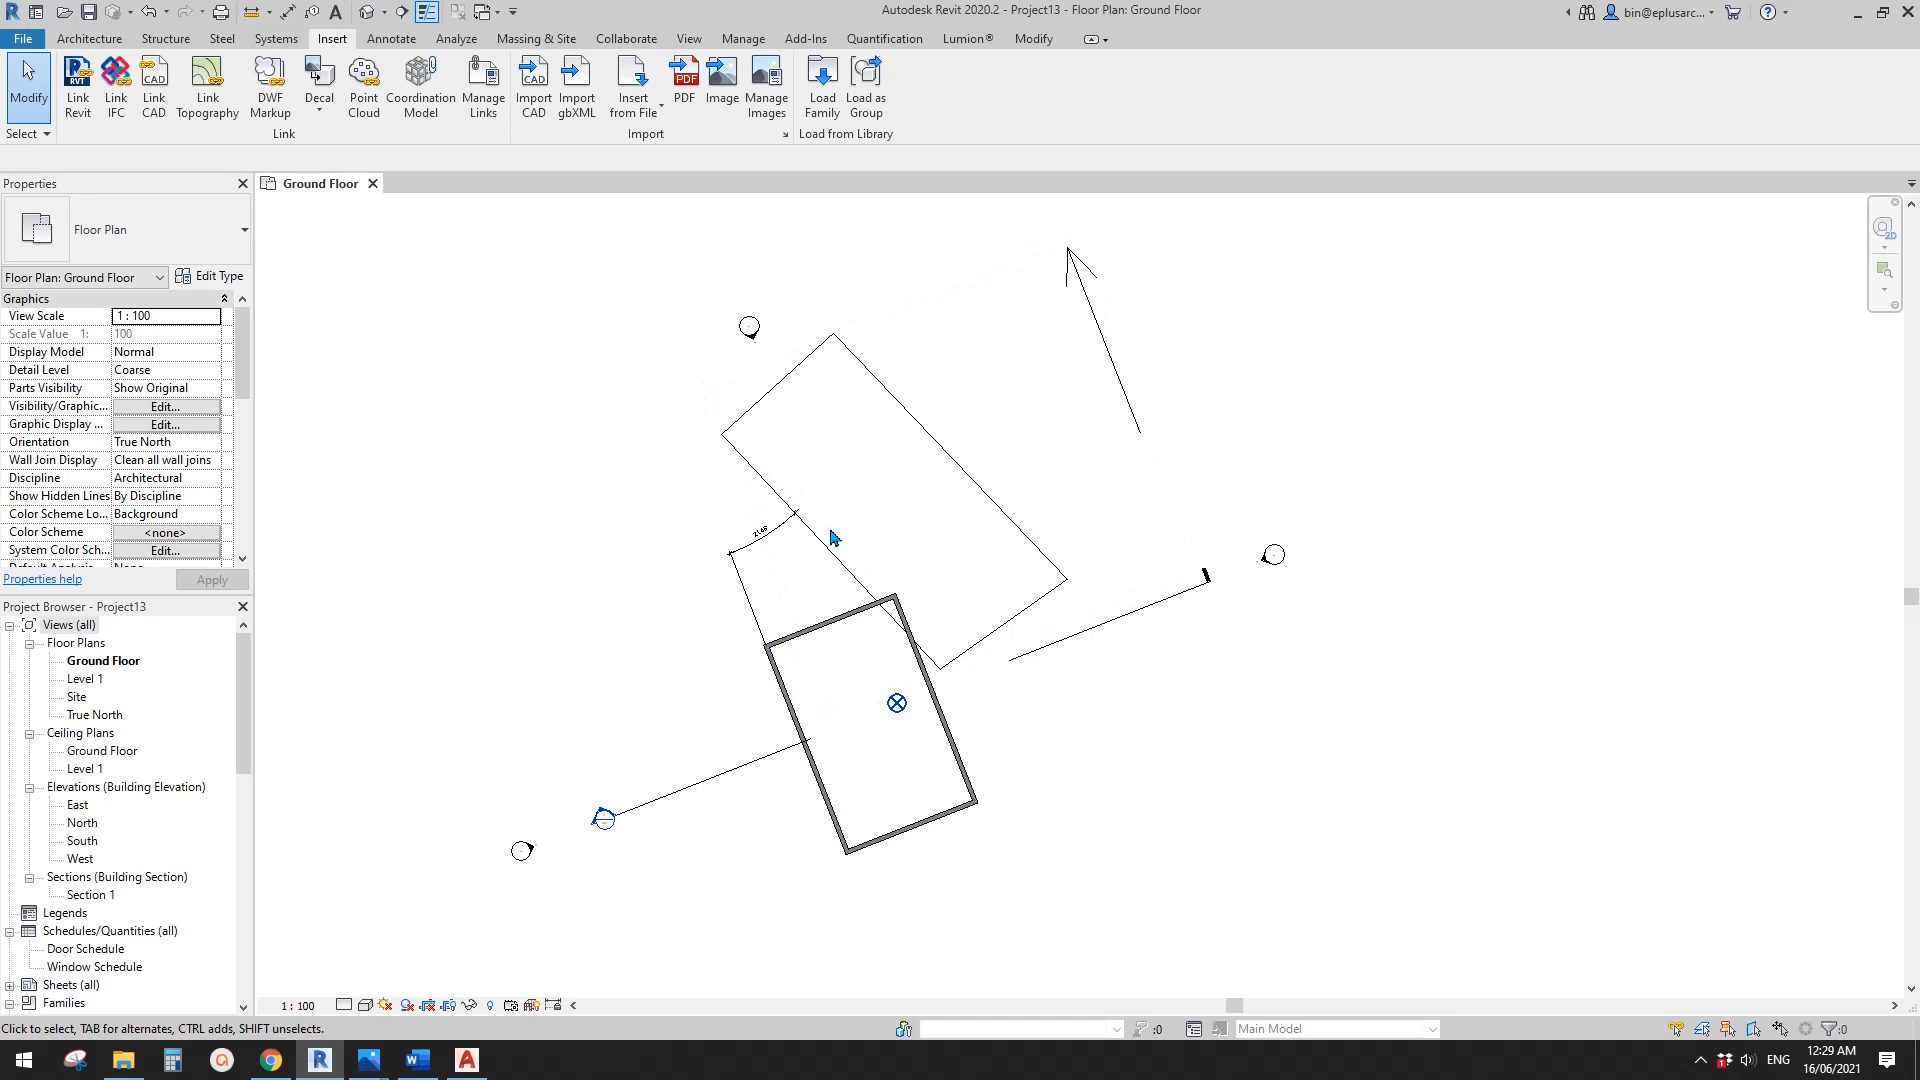 Autodesk Revit 2020.2 - Project13 - Floor Plan: Ground Floor
bin@eplusarc...
File Architecture Structure Steel Systems Insert Annotate Analyze Massing & Site Collaborate View Manage Add-Ins Quantification Lumion® Modify
Modify
Link Revit
Link IFC
Link CAD
Link Topography
DWF Markup
Decal
Point Cloud
Coordination Model
Manage Links
Import CAD
Import gbXML
Insert from File
PDF
Image
Manage Images
Load Family
Load as Group
Select
Link
Import
Load from Library
Properties
Ground Floor
Floor Plan
Floor Plan: Ground Floor
Edit Type
Graphics
View Scale 1 : 100
Scale Value 1: 100
Display Model Normal
Detail Level Coarse
Parts Visibility Show Original
Visibility/Graphic... Edit...
Graphic Display ... Edit...
Orientation True North
Wall Join Display Clean all wall joins
Discipline Architectural
Show Hidden Lines By Discipline
Color Scheme Lo... Background
Color Scheme <none>
System Color Sch... Edit...
Properties help
Apply
Project Browser - Project13
Views (all)
Floor Plans
Ground Floor
Level 1
Site
True North
Ceiling Plans
Ground Floor
Level 1
Elevations (Building Elevation)
East
North
South
West
Sections (Building Section)
Section 1
Legends
Schedules/Quantities (all)
Door Schedule
Window Schedule
Sheets (all)
Families
1 : 100
Click to select, TAB for alternates, CTRL adds, SHIFT unselects.
:0
Main Model
:0
ENG
12:29 AM
16/06/2021